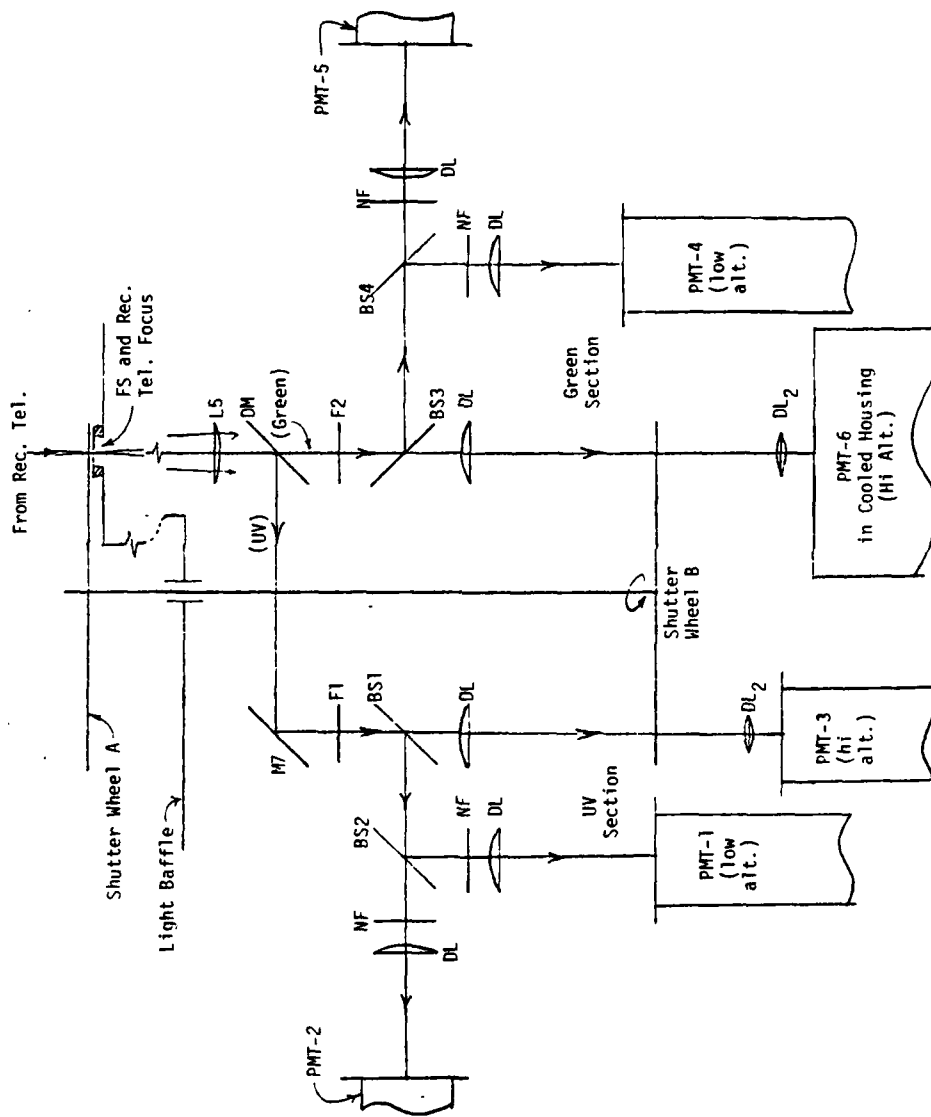 From Rec. Tel.
FS and Rec.
Tel. Focus
Shutter Wheel A
Light Baffle
L5
DM
(Green)
(UV)
M7
F1
F2
BS1
BS2
BS3
BS4
NF
DL
NF
DL
DL
DL
NF
DL
NF
DL
PMT-2
PMT-5
UV
Section
Green
Section
Shutter
Wheel B
DL2
DL2
PMT-1
(low
alt.)
PMT-3
(hi
alt.)
PMT-6
in Cooled Housing
(Hi Alt.)
PMT-4
(low
alt.)